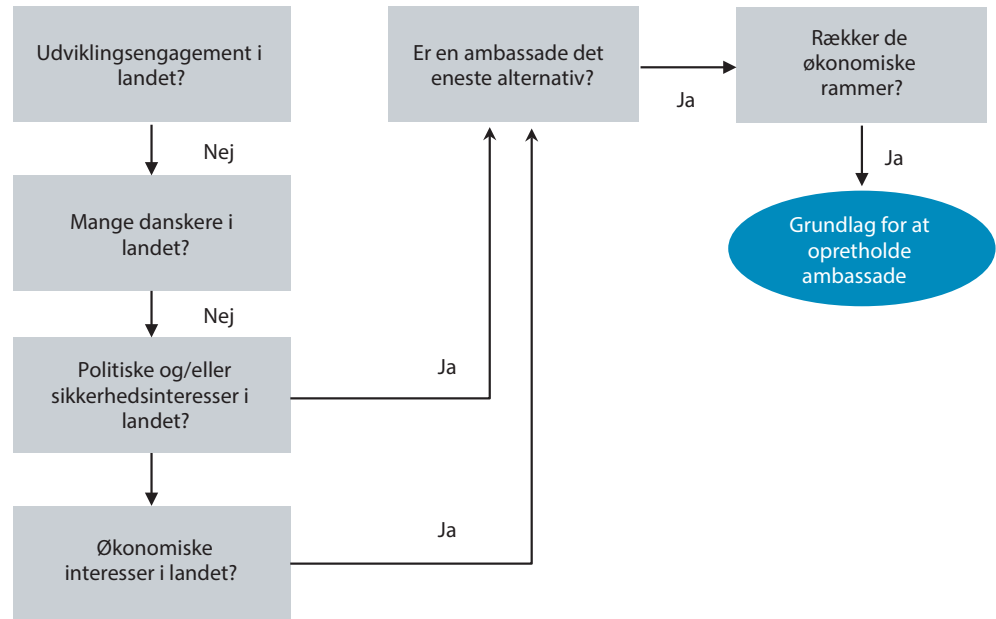 Udviklingsengagement i
landet?
Nej
Mange danskere i
landet?
Nej
Politiske og/eller
sikkerhedsinteresser i
landet?
Ja
Økonomiske
interesser i landet?
Ja
Er en ambassade det
eneste alternativ?
Ja
Rækker de
økonomiske
rammer?
Ja
Grundlag for at
opretholde
ambassade